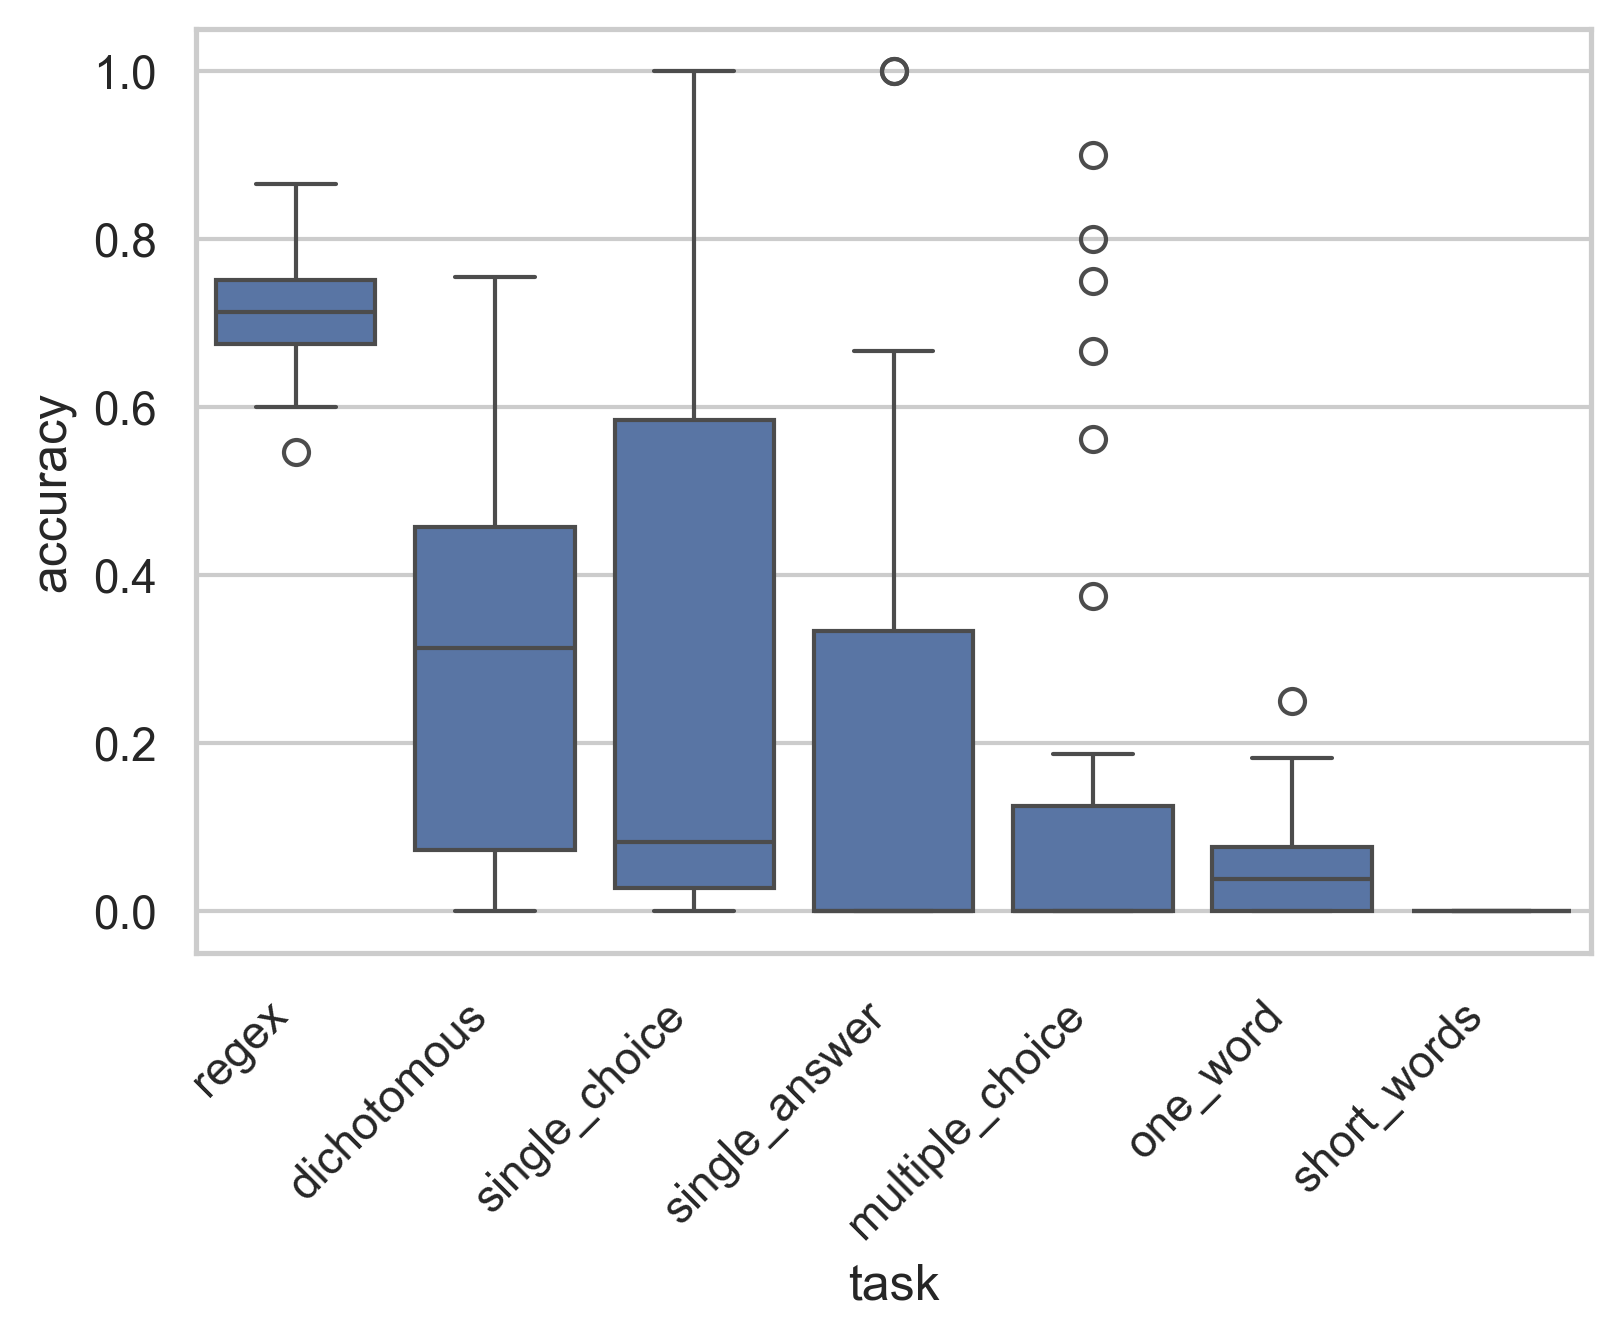 1.0
0.8
0.6
0.4
0.2
0.0
accuracy
regex
dichotomous
single_choice
single_answer
multiple_choice
one_word
short_words
task